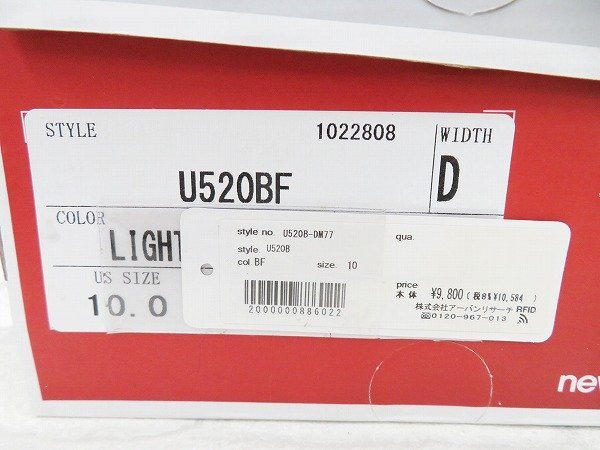 STYLE 1022808 WIDTH
U520BF D
COLOR
LIGHT
US SIZE
10.0
style no. U520B-DM77 qua.
style. U520B
col BF size. 10
2000000886022
price
本体 ¥9,800 (税8%¥10,584 )
株式会社アーバンリサーチ RFID
☎0120-967-013
new